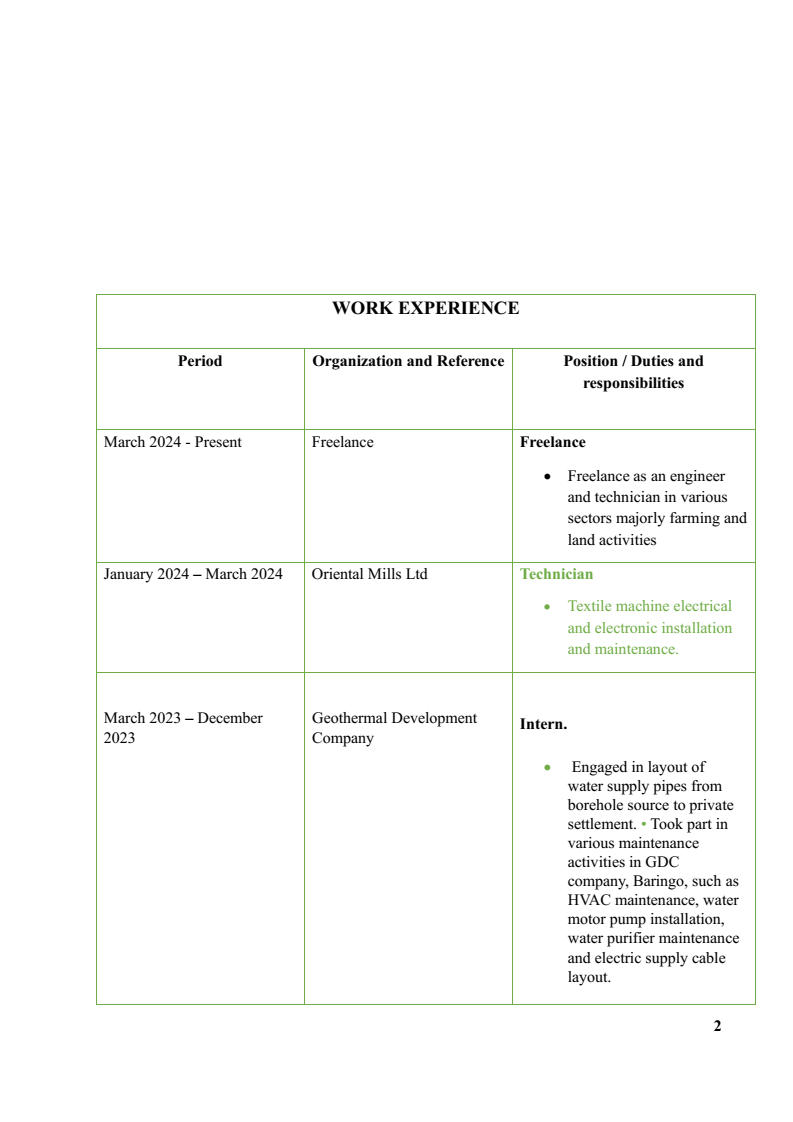 WORK EXPERIENCE
Period
Organization and Reference
Position / Duties and
responsibilities
March 2024 - Present
Freelance
Freelance
• Freelance as an engineer
and technician in various
sectors majorly farming and
land activities
January 2024 – March 2024
Oriental Mills Ltd
Technician
• Textile machine electrical
and electronic installation
and maintenance.
March 2023 – December
2023
Geothermal Development
Company
Intern.
• Engaged in layout of
water supply pipes from
borehole source to private
settlement. • Took part in
various maintenance
activities in GDC
company, Baringo, such as
HVAC maintenance, water
motor pump installation,
water purifier maintenance
and electric supply cable
layout.
2